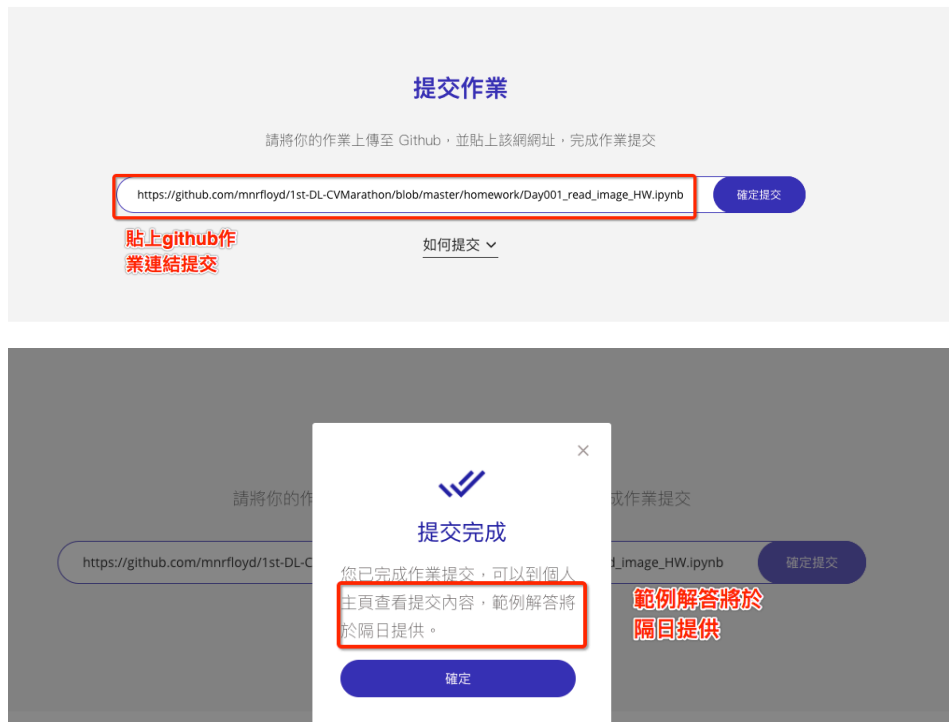 提交作業
請將你的作業上傳至 Github，並貼上該網網址，完成作業提交
https://github.com/mnrfloyd/1st-DL-CVMarathon/blob/master/homework/Day001_read_image_HW.ipynb
確定提交
貼上github作
業連結提交
如何提交
請將你的作
成作業提交
提交完成
https://github.com/mnrfloyd/1st-DL-C
d_image_HW.ipynb
確定提交
您已完成作業提交，可以到個人
主頁查看提交內容，範例解答將
於隔日提供。
範例解答將於
隔日提供
確定